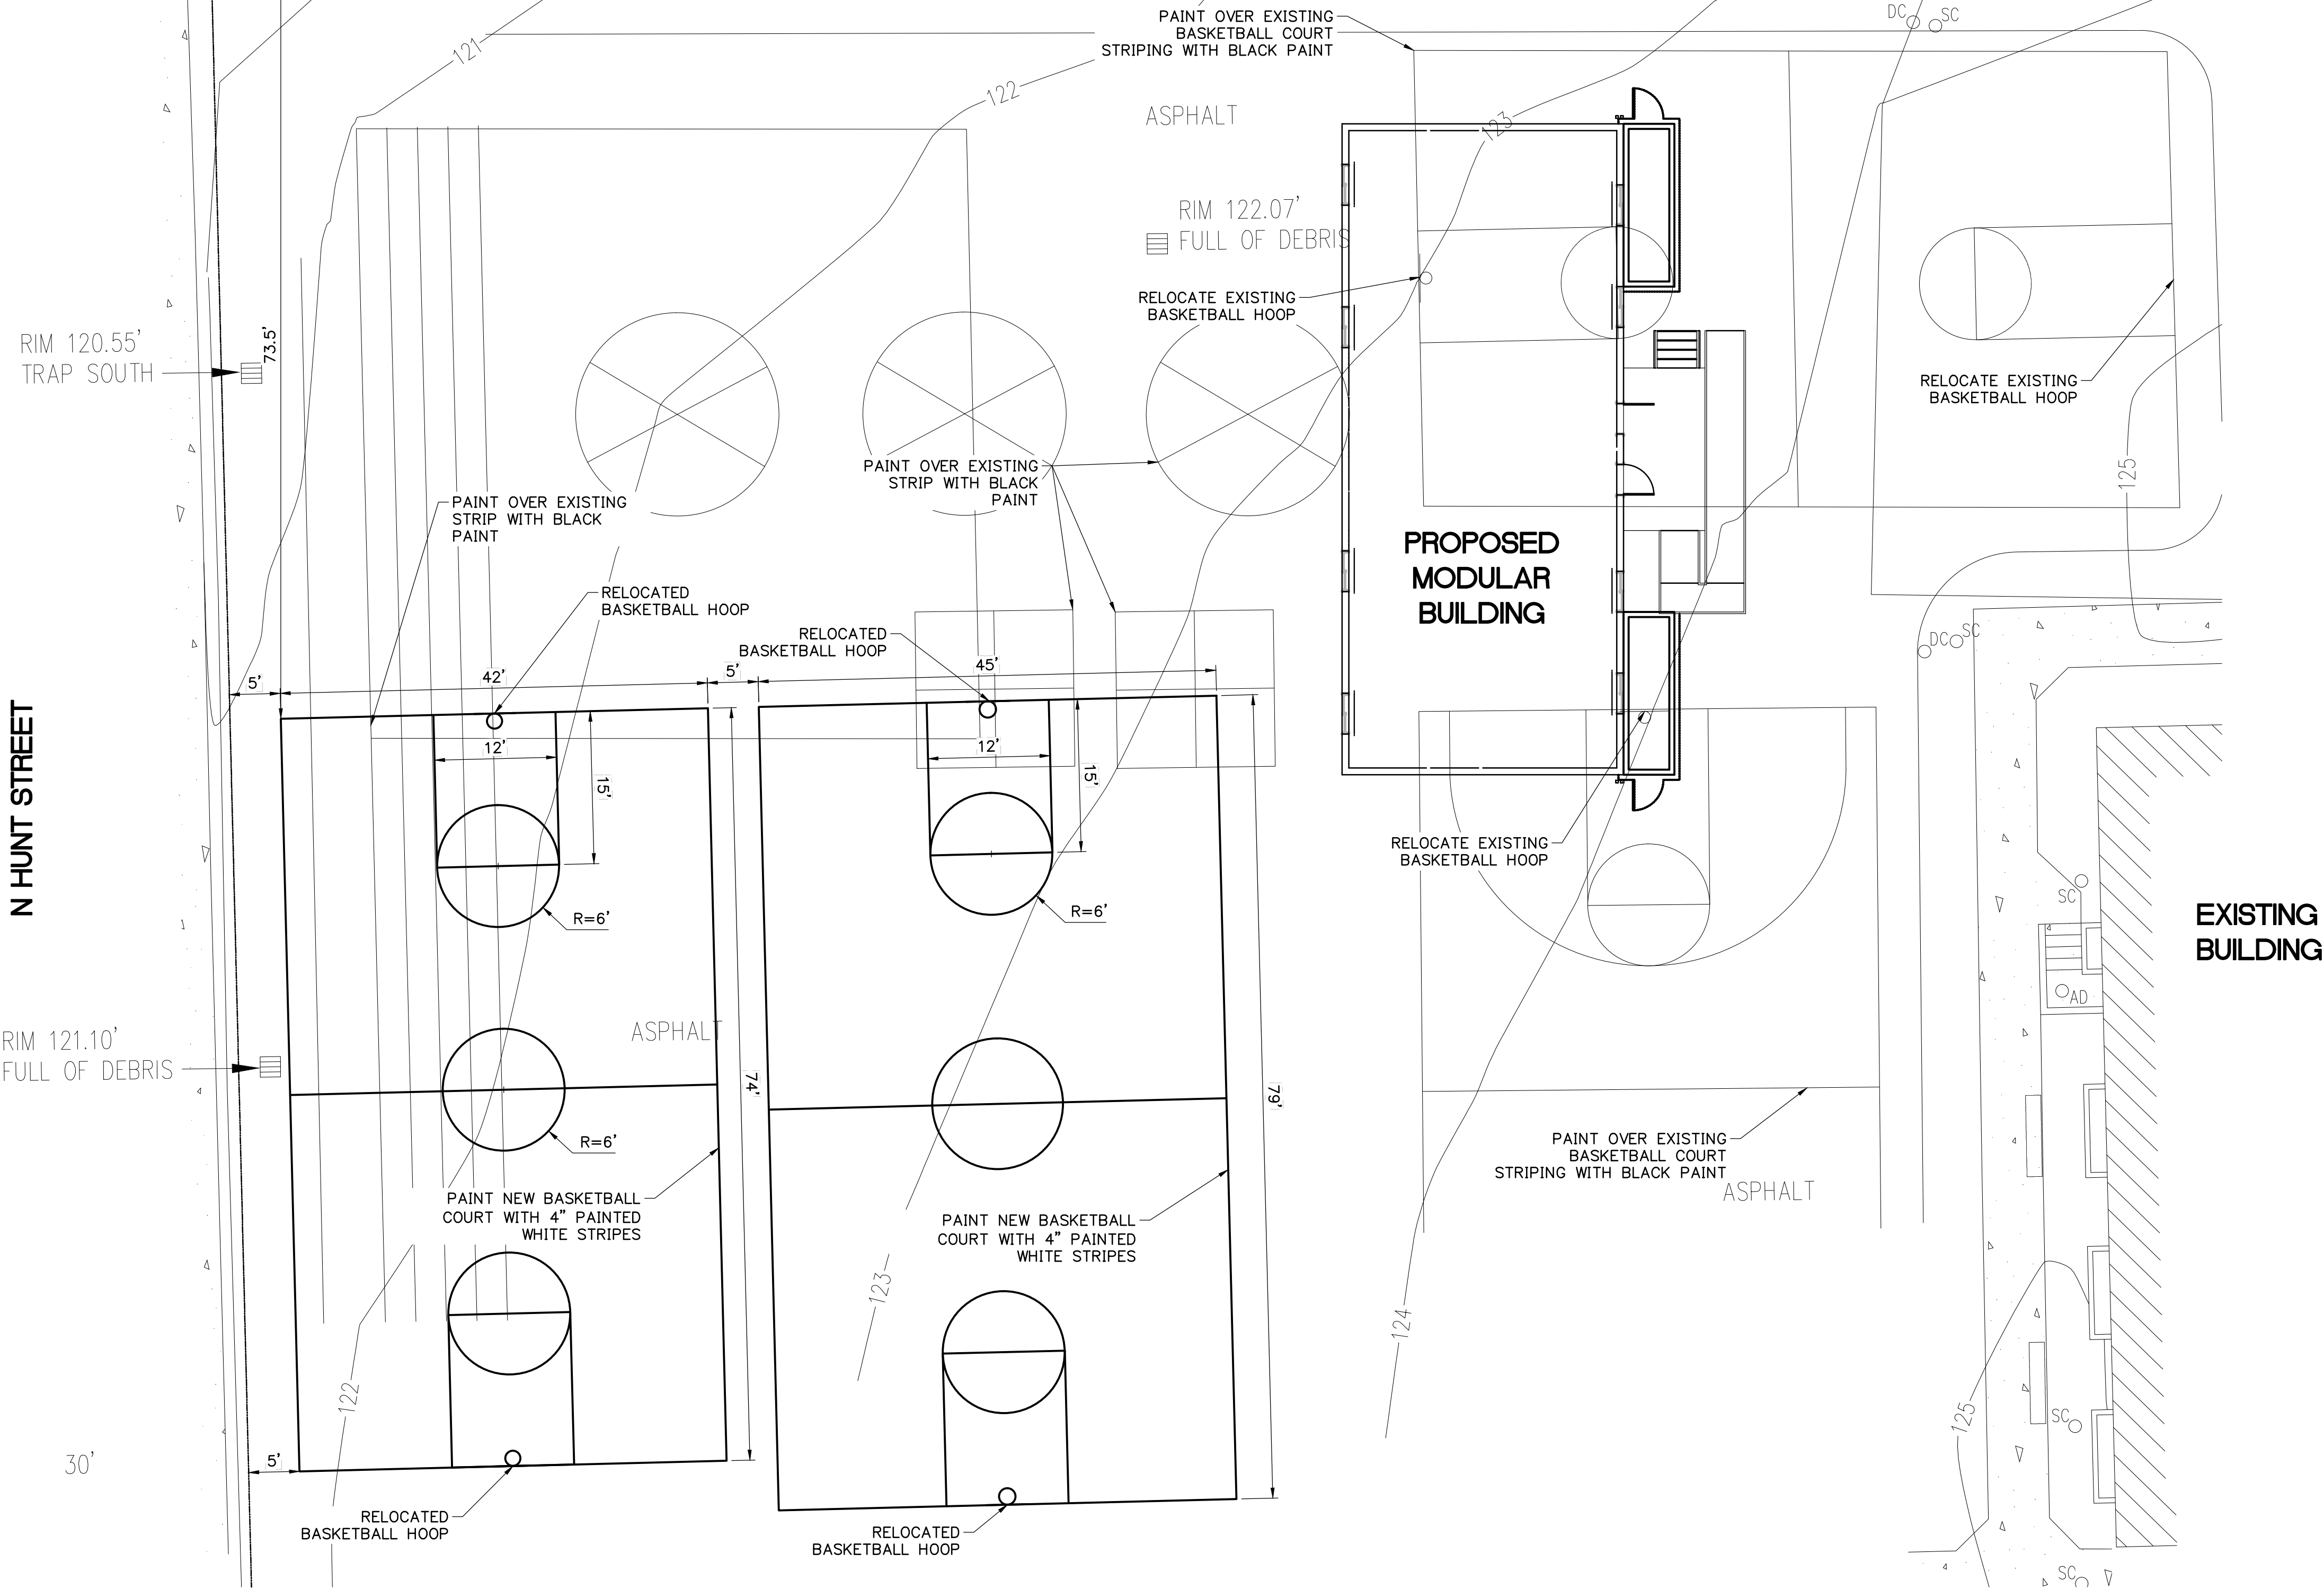 PAINT OVER EXISTING
BASKETBALL COURT
STRIPING WITH BLACK PAINT
DC
SC
121
122
ASPHALT
123
RIM 122.07'
FULL OF DEBRIS
RELOCATE EXISTING
BASKETBALL HOOP
RIM 120.55'
TRAP SOUTH
73.5'
RELOCATE EXISTING
BASKETBALL HOOP
125
PAINT OVER EXISTING
STRIP WITH BLACK
PAINT
PAINT OVER EXISTING
STRIP WITH BLACK
PAINT
PROPOSED
MODULAR
BUILDING
RELOCATED
BASKETBALL HOOP
RELOCATED
BASKETBALL HOOP
DC
SC
5'
42'
5'
45'
N HUNT STREET
12'
15'
12'
15'
RELOCATE EXISTING
BASKETBALL HOOP
SC
R=6'
R=6'
EXISTING
BUILDING
AD
RIM 121.10'
FULL OF DEBRIS
ASPHALT
74'
79'
R=6'
PAINT OVER EXISTING
BASKETBALL COURT
STRIPING WITH BLACK PAINT
ASPHALT
PAINT NEW BASKETBALL
COURT WITH 4" PAINTED
WHITE STRIPES
PAINT NEW BASKETBALL
COURT WITH 4" PAINTED
WHITE STRIPES
123
124
122
125
SC
30'
5'
RELOCATED
BASKETBALL HOOP
RELOCATED
BASKETBALL HOOP
SC